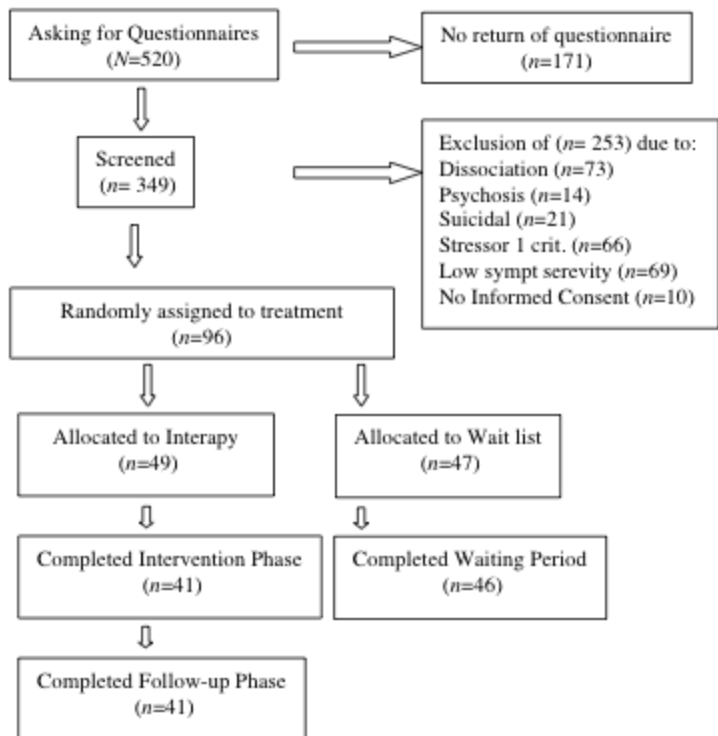 Asking for Questionnaires
(N=520)
No return of questionnaire
(n=171)
Screened
(n= 349)
Exclusion of (n= 253) due to:
Dissociation (n=73)
Psychosis (n=14)
Suicidal (n=21)
Stressor 1 crit. (n=66)
Low sympt serevity (n=69)
No Informed Consent (n=10)
Randomly assigned to treatment
(n=96)
Allocated to Interapy
(n=49)
Allocated to Wait list
(n=47)
Completed Intervention Phase
(n=41)
Completed Waiting Period
(n=46)
Completed Follow-up Phase
(n=41)